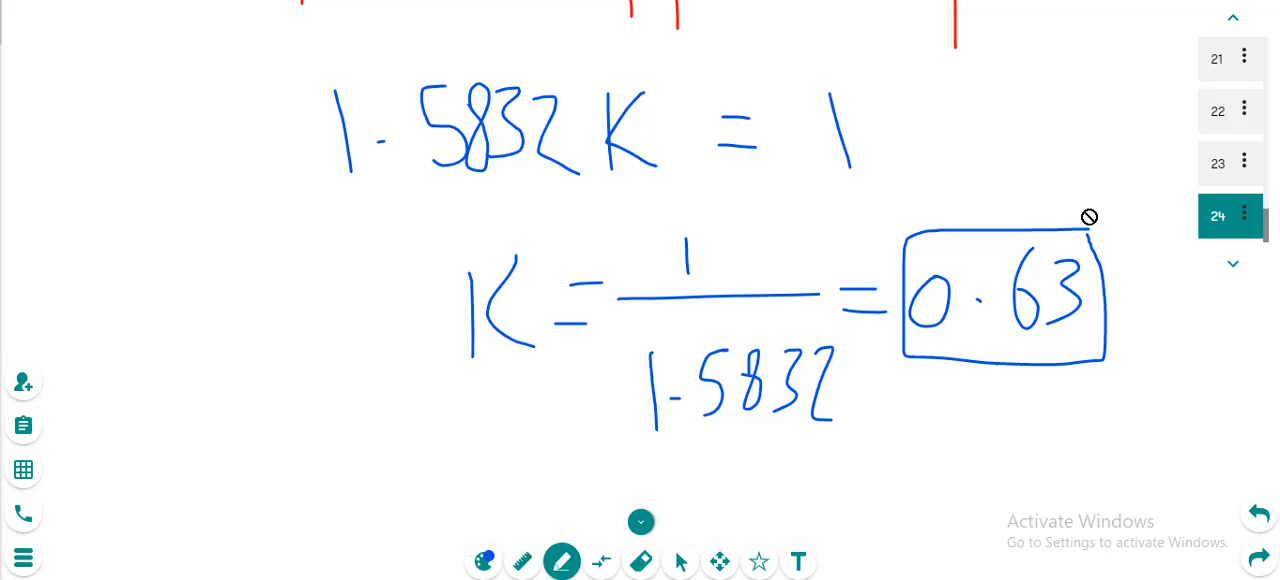 1.5832 K = 1
K = 1 / 1.5832 = 0.63
21
22
23
24
Activate Windows
Go to Settings to activate Windows.
T